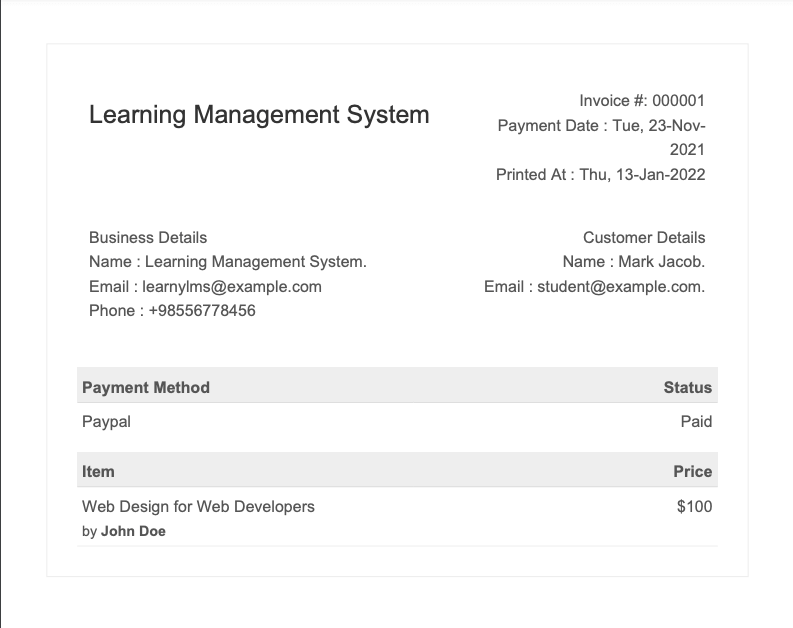 Learning Management System
Invoice #: 000001
Payment Date : Tue, 23-Nov-
2021
Printed At : Thu, 13-Jan-2022
Business Details
Name : Learning Management System.
Email : learnylms@example.com
Phone : +98556778456
Customer Details
Name : Mark Jacob.
Email : student@example.com.
Payment Method Status
Paypal Paid
Item Price
Web Design for Web Developers $100
by John Doe